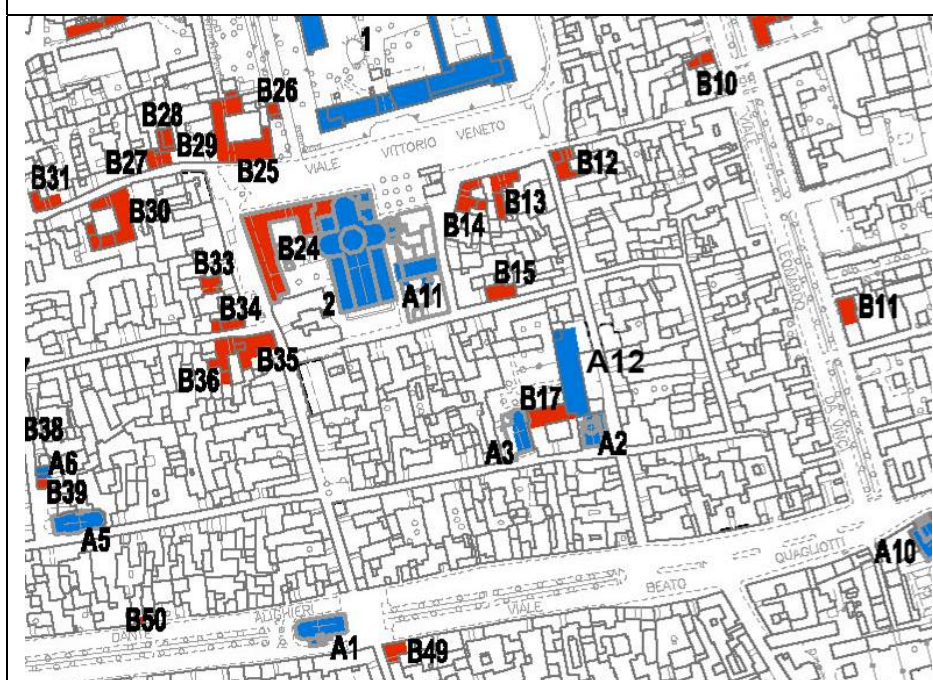 1
B10
B28
B29
B26
VIALE
VITTORIO
VENETO
VIALE
B27
B25
B12
B31
B30
B14
B13
B24
B33
A11
B15
LEONARDO
B34
2
B11
B36
B35
A12
B17
DA VINCI
B38
A3
A2
A6
B39
A5
A10
QUAGLIOTTI
BEATO
VIALE
B50
DANTE
ALIGHIERI
A1
B49